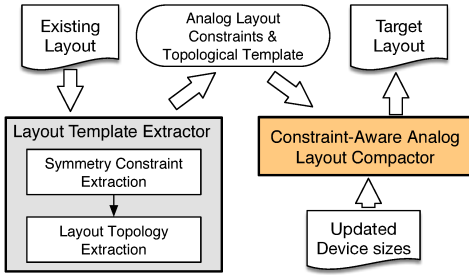 Existing
Layout
Analog Layout
Constraints &
Topological Template
Target
Layout
Layout Template Extractor
Symmetry Constraint
Extraction
Layout Topology
Extraction
Constraint-Aware Analog
Layout Compactor
Updated
Device sizes